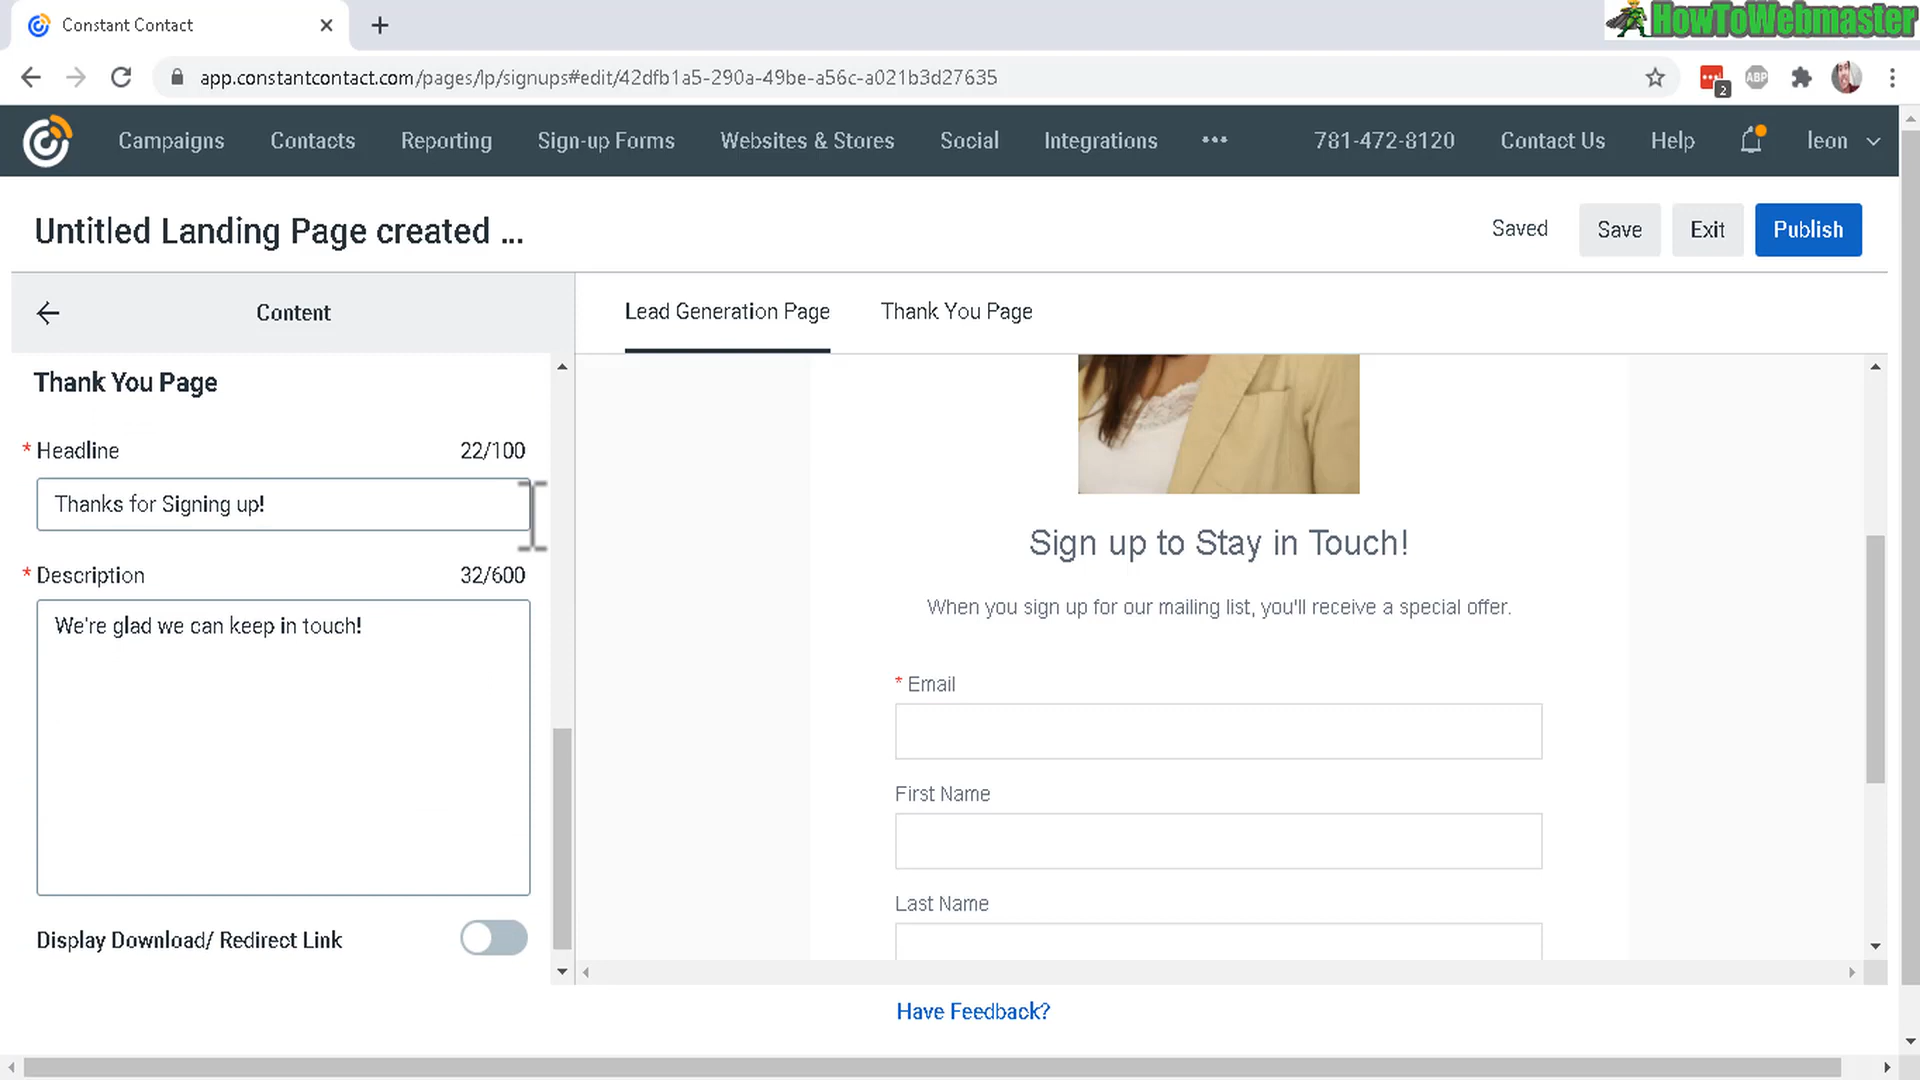 Constant Contact
HowToWebmaster
app.constantcontact.com/pages/lp/signups#edit/42dfb1a5-290a-49be-a56c-a021b3d27635
2
ABP
Campaigns Contacts Reporting Sign-up Forms Websites & Stores Social Integrations ••• 781-472-8120 Contact Us Help leon
Untitled Landing Page created ...
Saved Save Exit Publish
Content
Lead Generation Page Thank You Page
Thank You Page
* Headline 22/100
Thanks for Signing up!
* Description 32/600
We're glad we can keep in touch!
Display Download/ Redirect Link
Sign up to Stay in Touch!
When you sign up for our mailing list, you'll receive a special offer.
* Email
First Name
Last Name
Have Feedback?